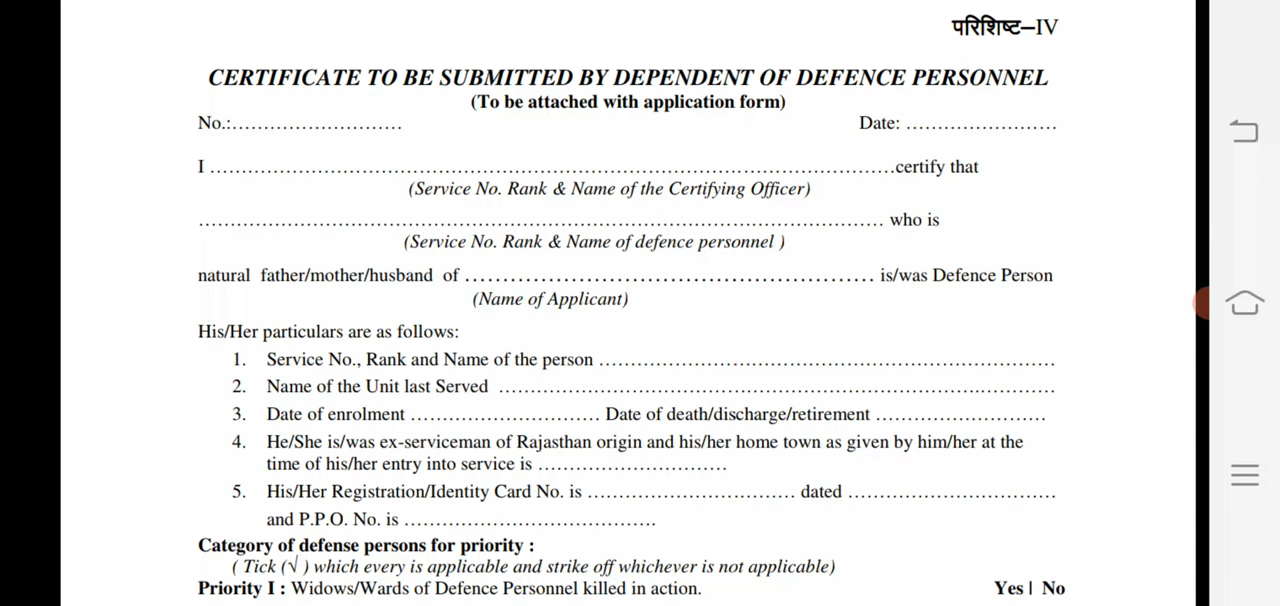 परिशिष्ट–IV
CERTIFICATE TO BE SUBMITTED BY DEPENDENT OF DEFENCE PERSONNEL
(To be attached with application form)
No.:........................... Date: ........................
I ..............................................................................................................certify that
(Service No. Rank & Name of the Certifying Officer)
.............................................................................................................. who is
(Service No. Rank & Name of defence personnel )
natural father/mother/husband of ................................................................. is/was Defence Person
(Name of Applicant)
His/Her particulars are as follows:
1. Service No., Rank and Name of the person .........................................................................
2. Name of the Unit last Served .........................................................................................
3. Date of enrolment .............................. Date of death/discharge/retirement ...........................
4. He/She is/was ex-serviceman of Rajasthan origin and his/her home town as given by him/her at the
time of his/her entry into service is ..............................
5. His/Her Registration/Identity Card No. is ................................. dated .................................
and P.P.O. No. is ........................................
Category of defense persons for priority :
( Tick (√ ) which every is applicable and strike off whichever is not applicable)
Priority I : Widows/Wards of Defence Personnel killed in action. Yes | No